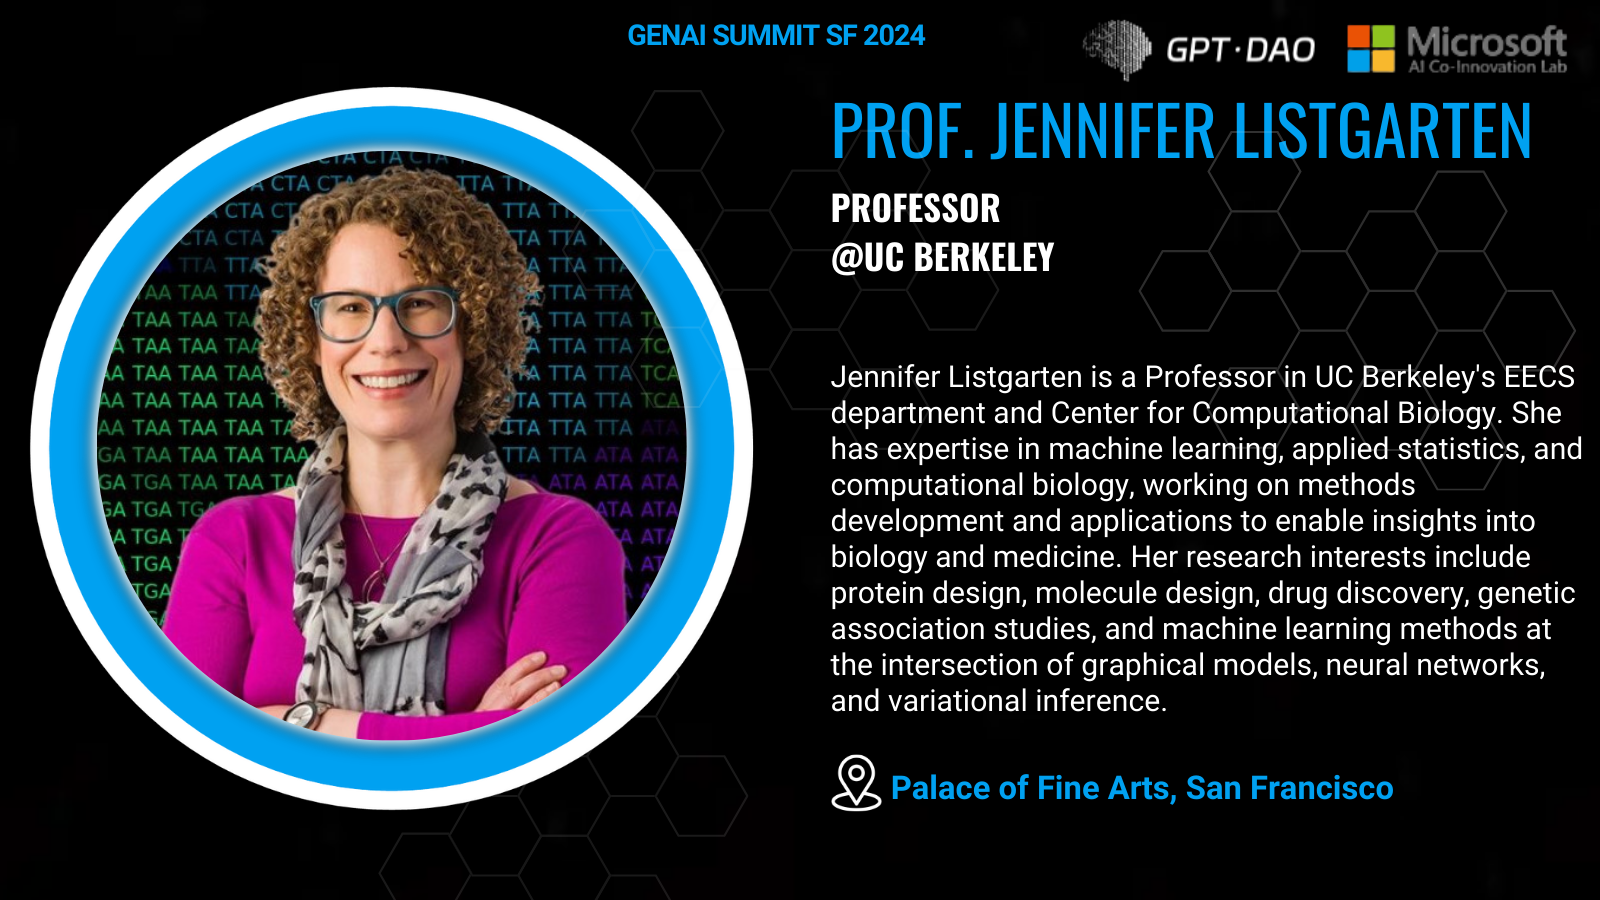 GENAI SUMMIT SF 2024
GPT·DAO
Microsoft
AI Co-Innovation Lab
PROF. JENNIFER LISTGARTEN
PROFESSOR
@UC BERKELEY
Jennifer Listgarten is a Professor in UC Berkeley's EECS
department and Center for Computational Biology. She
has expertise in machine learning, applied statistics, and
computational biology, working on methods
development and applications to enable insights into
biology and medicine. Her research interests include
protein design, molecule design, drug discovery, genetic
association studies, and machine learning methods at
the intersection of graphical models, neural networks,
and variational inference.
Palace of Fine Arts, San Francisco